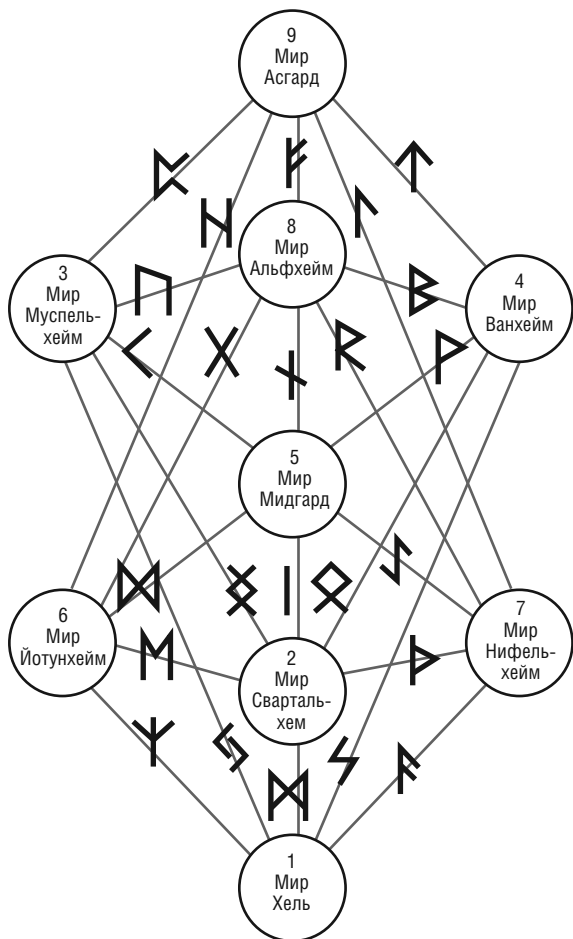 9
Мир
Асгард
ᛈ
ᚠ
ᛏ
ᚺ
ᛚ
8
Мир
Альфхейм
3
Мир
Муспель-
хейм
ᚢ
ᛒ
4
Мир
Ванхейм
ᚲ
ᚷ
ᚾ
ᚱ
ᚹ
5
Мир
Мидгард
ᛞ
ᛝ
ᛁ
ᛟ
ᛇ
6
Мир
Йотунхейм
ᛖ
2
Мир
Сварталь-
хем
ᚦ
7
Мир
Нифель-
хейм
ᛉ
ᛃ
ᛗ
ᛋ
ᚨ
1
Мир
Хель